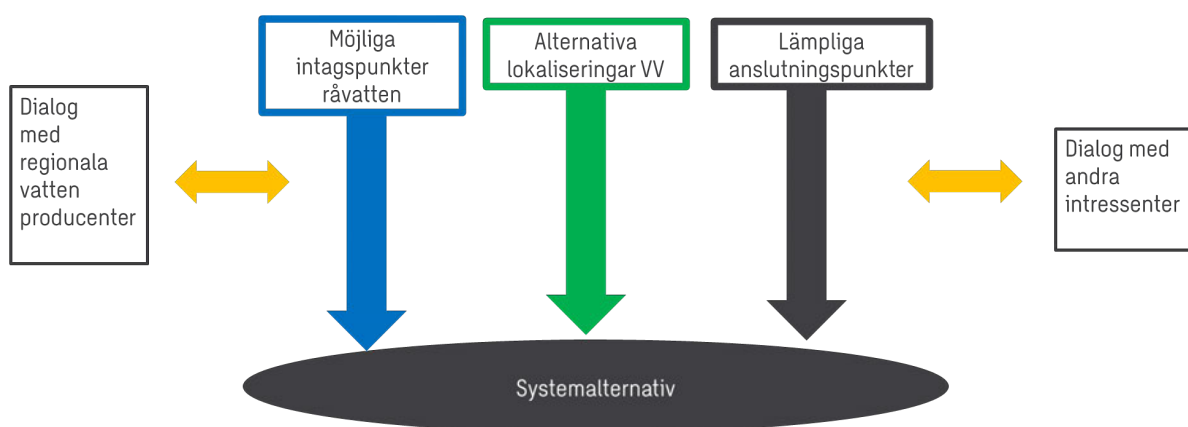 Möjliga
intagspunkter
råvatten
Alternativa
lokaliseringar VV
Lämpliga
anslutningspunkter
Dialog
med
regionala
vatten
producenter
Dialog med
andra
intressenter
Systemalternativ